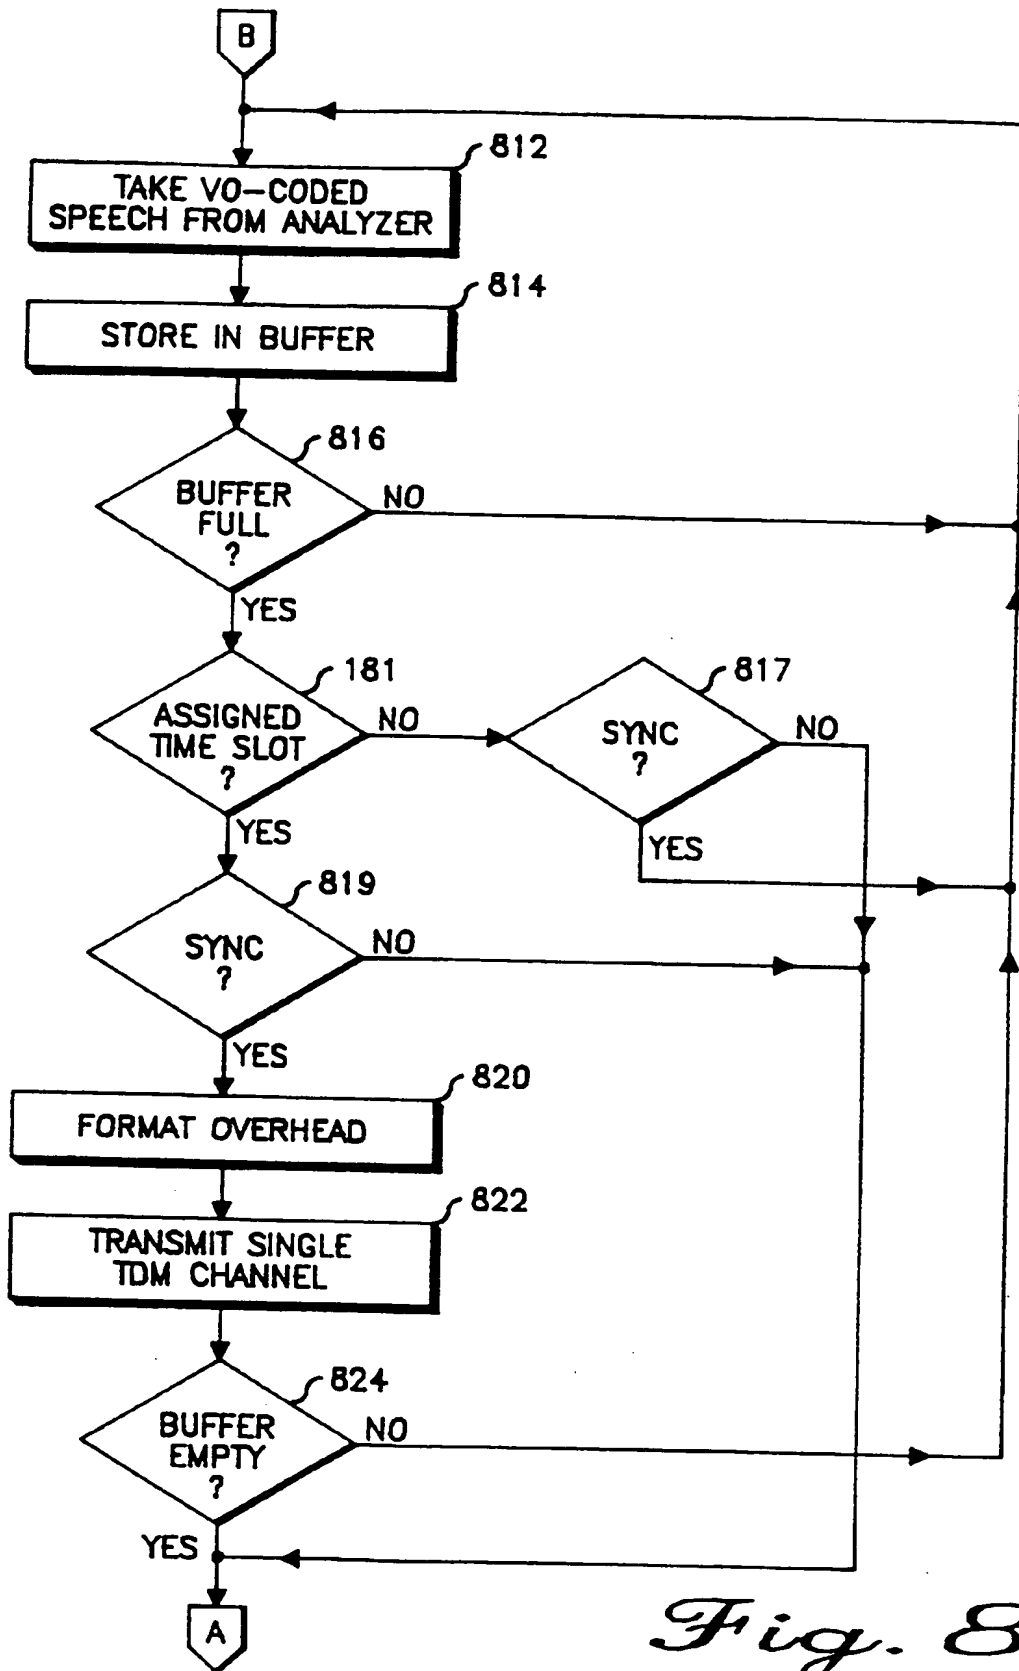 B
812
TAKE VO-CODED
SPEECH FROM ANALYZER
814
STORE IN BUFFER
816
BUFFER
FULL
?
NO
YES
181
ASSIGNED
TIME SLOT
?
NO
YES
817
SYNC
?
NO
YES
819
SYNC
?
NO
YES
820
FORMAT OVERHEAD
822
TRANSMIT SINGLE
TDM CHANNEL
824
BUFFER
EMPTY
?
NO
YES
A
Fig. 8